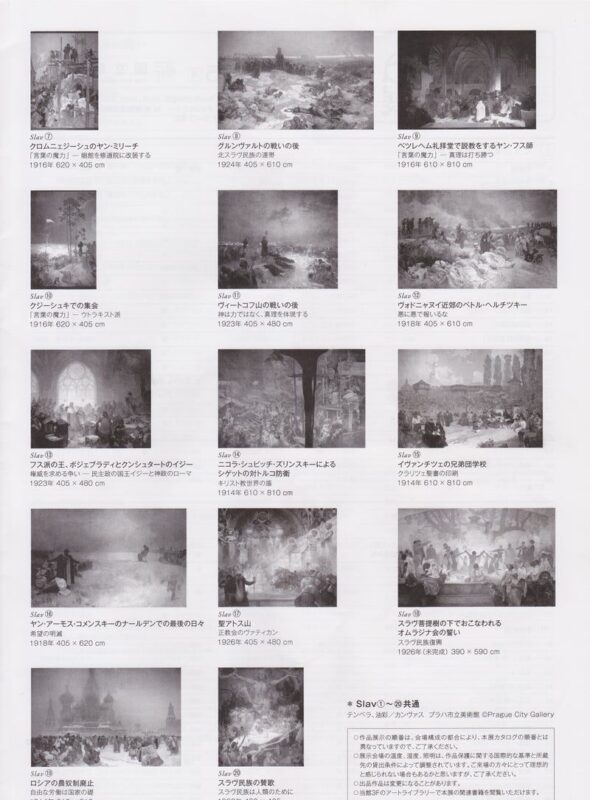 Slav ⑦
クロムニェジーシュのヤン・ミリーチ
「言葉の魔力」— 娼館を修道院に改装する
1916年 620 × 405 cm
Slav ⑧
グルンヴァルトの戦いの後
北スラヴ民族の連帯
1924年 405 × 610 cm
Slav ⑨
ベツレヘム礼拝堂で説教をするヤン・フス師
「言葉の魔力」— 真理は打ち勝つ
1916年 610 × 810 cm
Slav ⑩
クジーシュキでの集会
「言葉の魔力」— ウトラキスト派
1916年 620 × 405 cm
Slav ⑪
ヴィートコフ山の戦いの後
神は力ではなく、真理を体現する
1923年 405 × 480 cm
Slav ⑫
ヴォドニャヌイ近郊のペトル・ヘルチツキー
悪に悪で報いるな
1918年 405 × 610 cm
Slav ⑬
フス派の王、ポジェブラディとクンシュタートのイジー
権威を求める争い — 民主政の国王イジーと神政のローマ
1923年 405 × 480 cm
Slav ⑭
ニコラ・シュビッチ・ズリンスキーによる
シゲットの対トルコ防衛
キリスト教世界の盾
1914年 610 × 810 cm
Slav ⑮
イヴァンチツェの兄弟団学校
クラリツェ聖書の印刷
1914年 610 × 810 cm
Slav ⑯
ヤン・アーモス・コメンスキーのナールデンでの最後の日々
希望の明滅
1918年 405 × 620 cm
Slav ⑰
聖アトス山
正教会のヴァティカン
1926年 405 × 480 cm
Slav ⑱
スラヴ菩提樹の下でおこなわれる
オムラジナ会の誓い
スラヴ民族復興
1926年(未完成) 390 × 590 cm
Slav ⑲
ロシアの農奴制廃止
自由な労働は国家の礎
Slav ⑳
スラヴ民族の賛歌
スラヴ民族は人類のために
* Slav①〜⑳共通
テンペラ、油彩/カンヴァス プラハ市立美術館 ©Prague City Gallery
○作品展示の順番は、会場構成の都合により、本展カタログの順番とは
異なっていますので、ご了承ください。
○展示会場の温度、湿度、照明は、作品保護に関する国際的な基準と所蔵
先の貸出条件によって調整されています。ご来場の方々にとって理想的
と感じられない場合もあるかと思いますが、ご了承ください。
○出品作品は変更になることがあります。
○当館3Fのアートライブラリーで本展の関連書籍を閲覧いただけます。